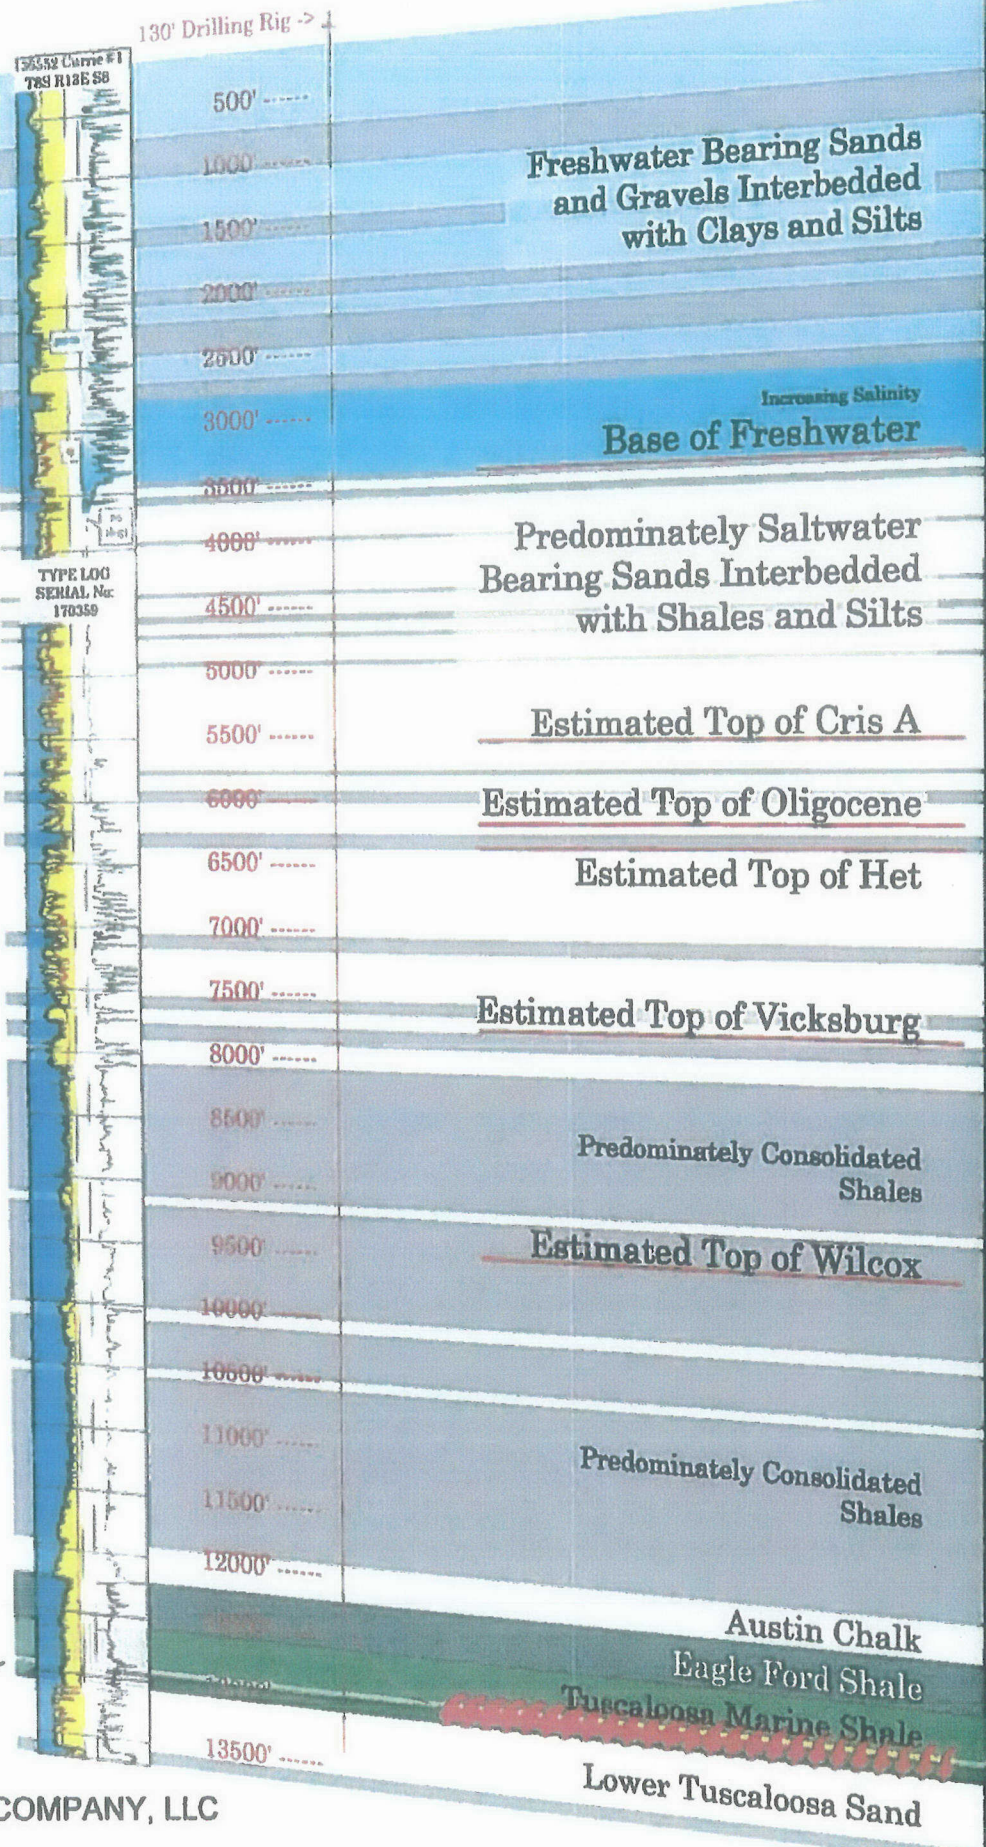 130' Drilling Rig ->
Currie #1
T8S R13E S8
500'
1000'
1500'
2000'
2500'
3000'
3500'
4000'
4500'
5000'
5500'
6000'
6500'
7000'
7500'
8000'
8500'
9000'
9500'
10000'
10500'
11000'
11500'
12000'
13500'
TYPE LOG
SERIAL No:
170359
Freshwater Bearing Sands
and Gravels Interbedded
with Clays and Silts
Increasing Salinity
Base of Freshwater
Predominately Saltwater
Bearing Sands Interbedded
with Shales and Silts
Estimated Top of Cris A
Estimated Top of Oligocene
Estimated Top of Het
Estimated Top of Vicksburg
Predominately Consolidated
Shales
Estimated Top of Wilcox
Predominately Consolidated
Shales
Austin Chalk
Eagle Ford Shale
Tuscaloosa Marine Shale
Lower Tuscaloosa Sand
COMPANY, LLC